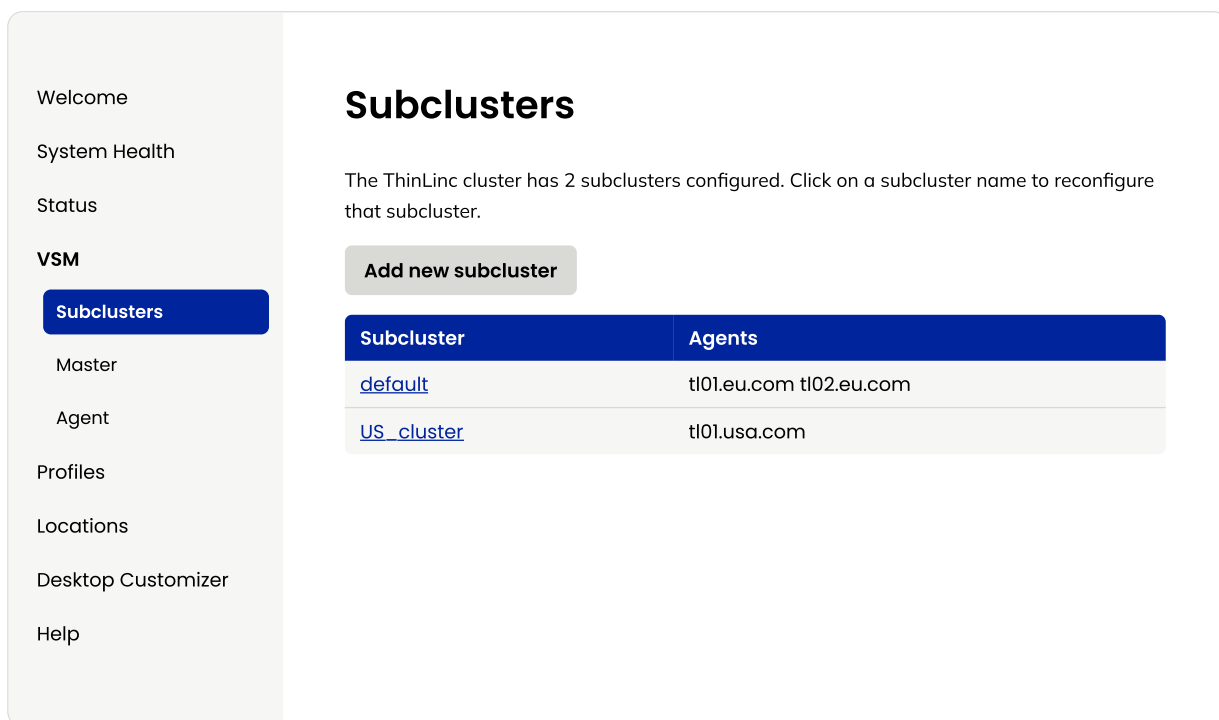 Welcome
System Health
Status
VSM
Subclusters
Master
Agent
Profiles
Locations
Desktop Customizer
Help
Subclusters
The ThinLinc cluster has 2 subclusters configured. Click on a subcluster name to reconfigure
that subcluster.
Add new subcluster
Subcluster Agents
default tl01.eu.com tl02.eu.com
US_cluster tl01.usa.com